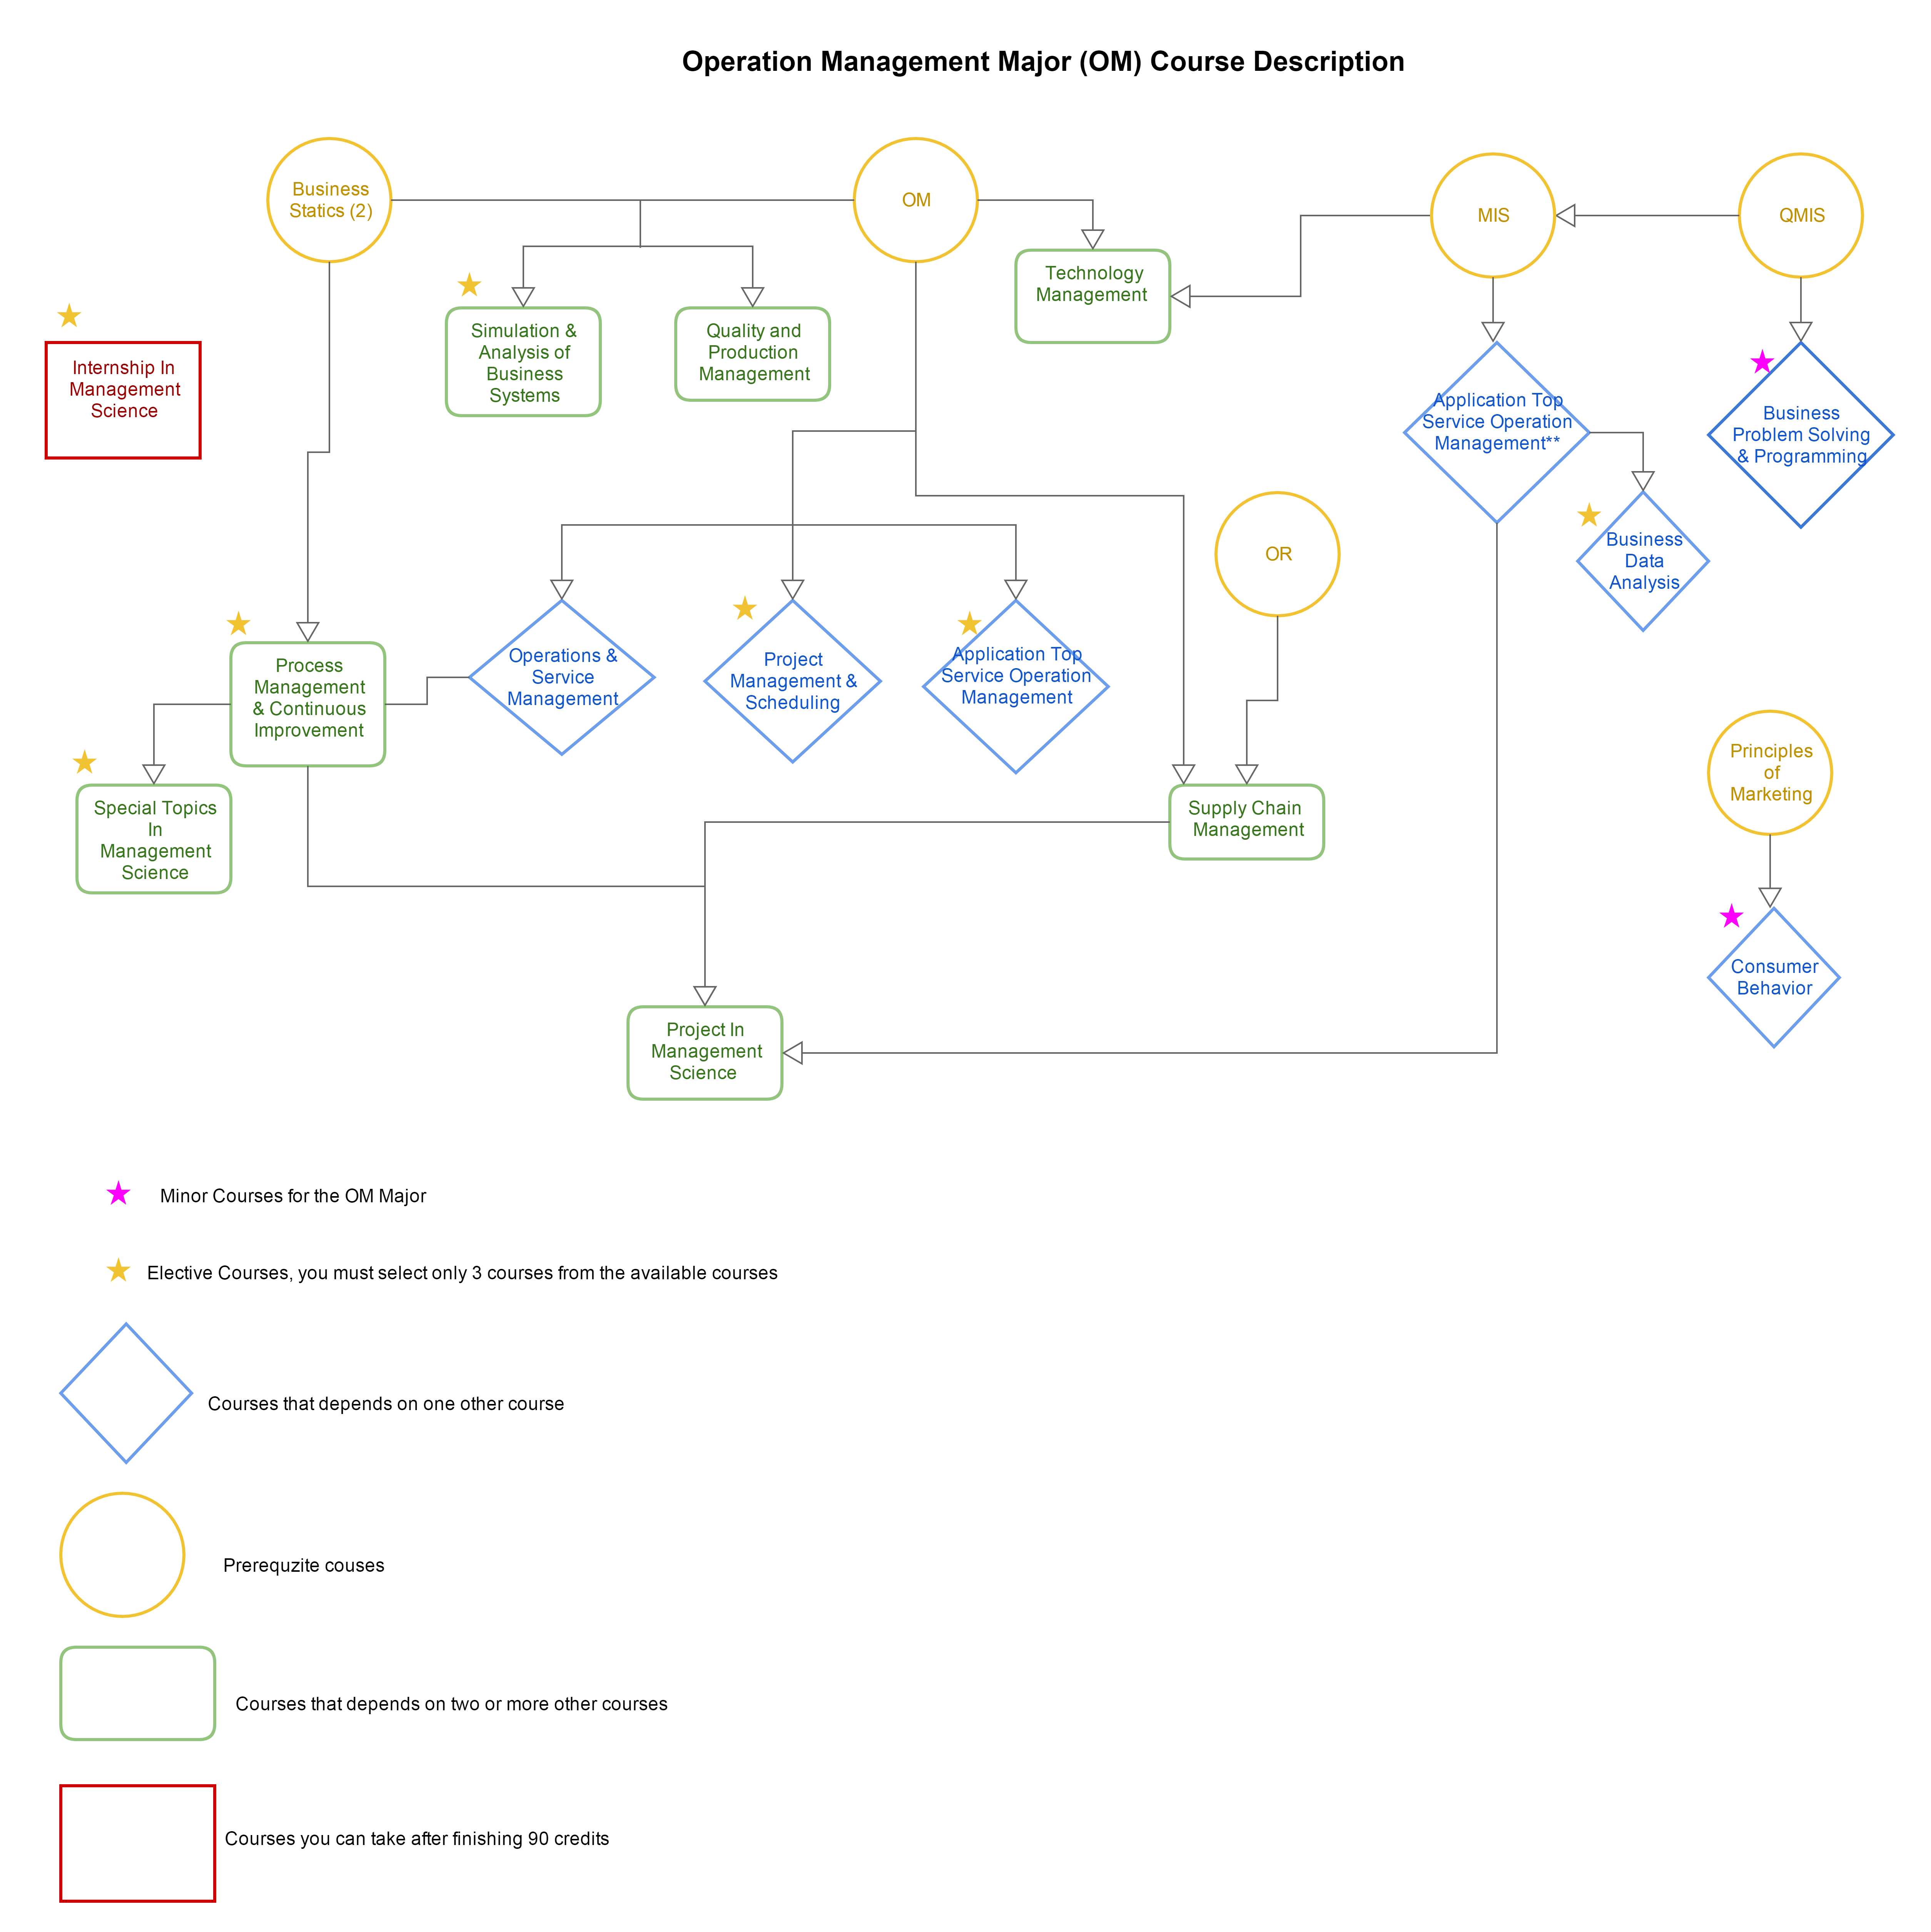 Operation Management Major (OM) Course Description
Business
Statics (2)
OM
MIS
QMIS
Technology
Management
Internship In
Management
Science
Simulation &
Analysis of
Business
Systems
Quality and
Production
Management
Application Top
Service Operation
Management**
Business
Problem Solving
& Programming
OR
Business
Data
Analysis
Process
Management
& Continuous
Improvement
Operations &
Service
Management
Project
Management &
Scheduling
Application Top
Service Operation
Management
Principles
of
Marketing
Special Topics
In
Management
Science
Supply Chain
Management
Consumer
Behavior
Project In
Management
Science
Minor Courses for the OM Major
Elective Courses, you must select only 3 courses from the available courses
Courses that depends on one other course
Prerequzite couses
Courses that depends on two or more other courses
Courses you can take after finishing 90 credits